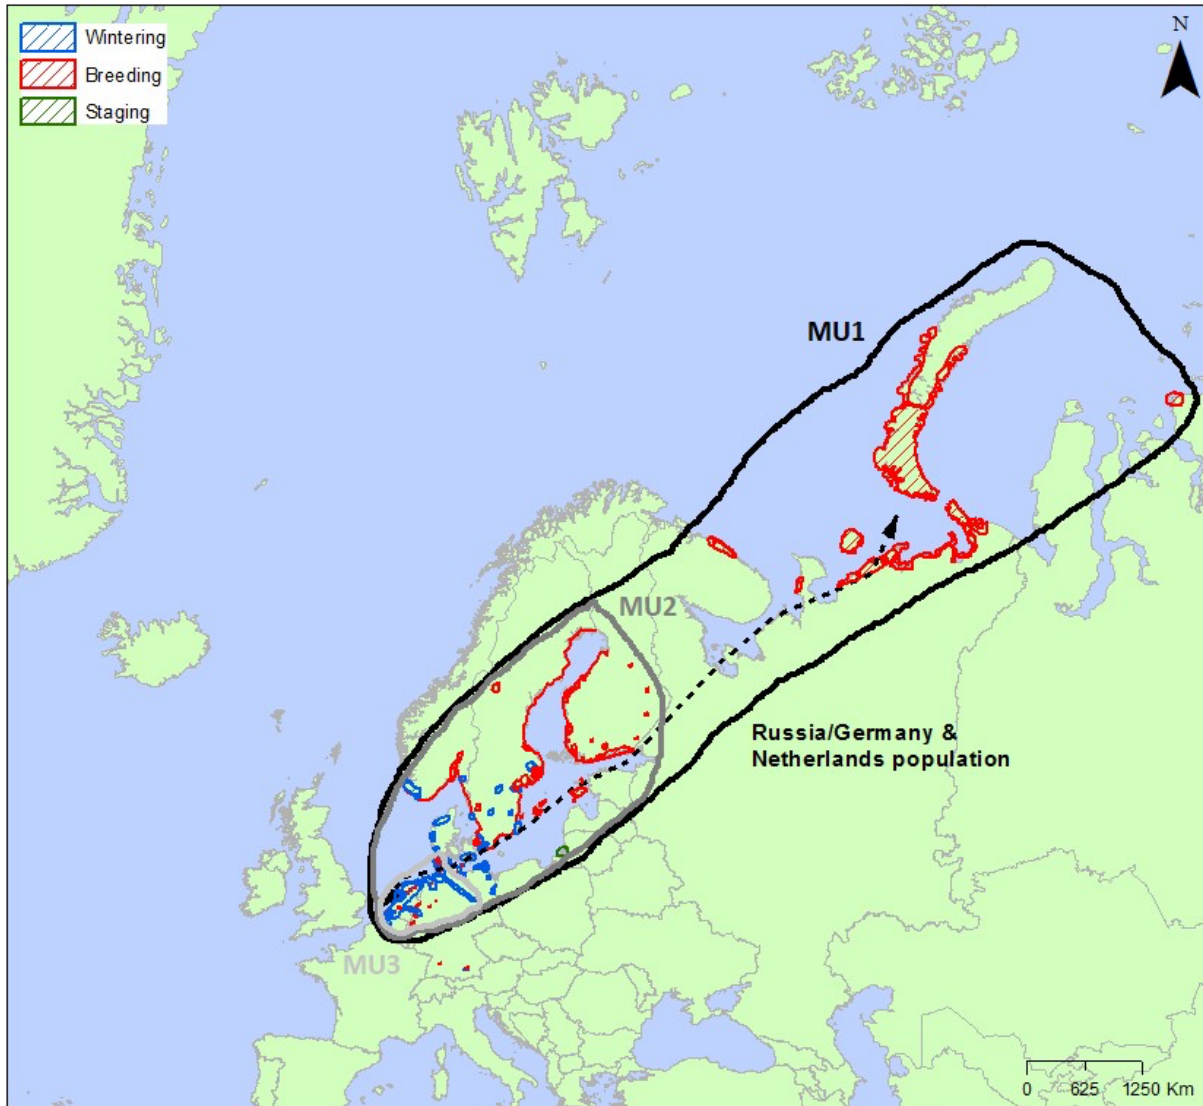 Wintering
Breeding
Staging
N
MU1
MU2
Russia/Germany &
Netherlands population
MU3
0 625 1250 Km